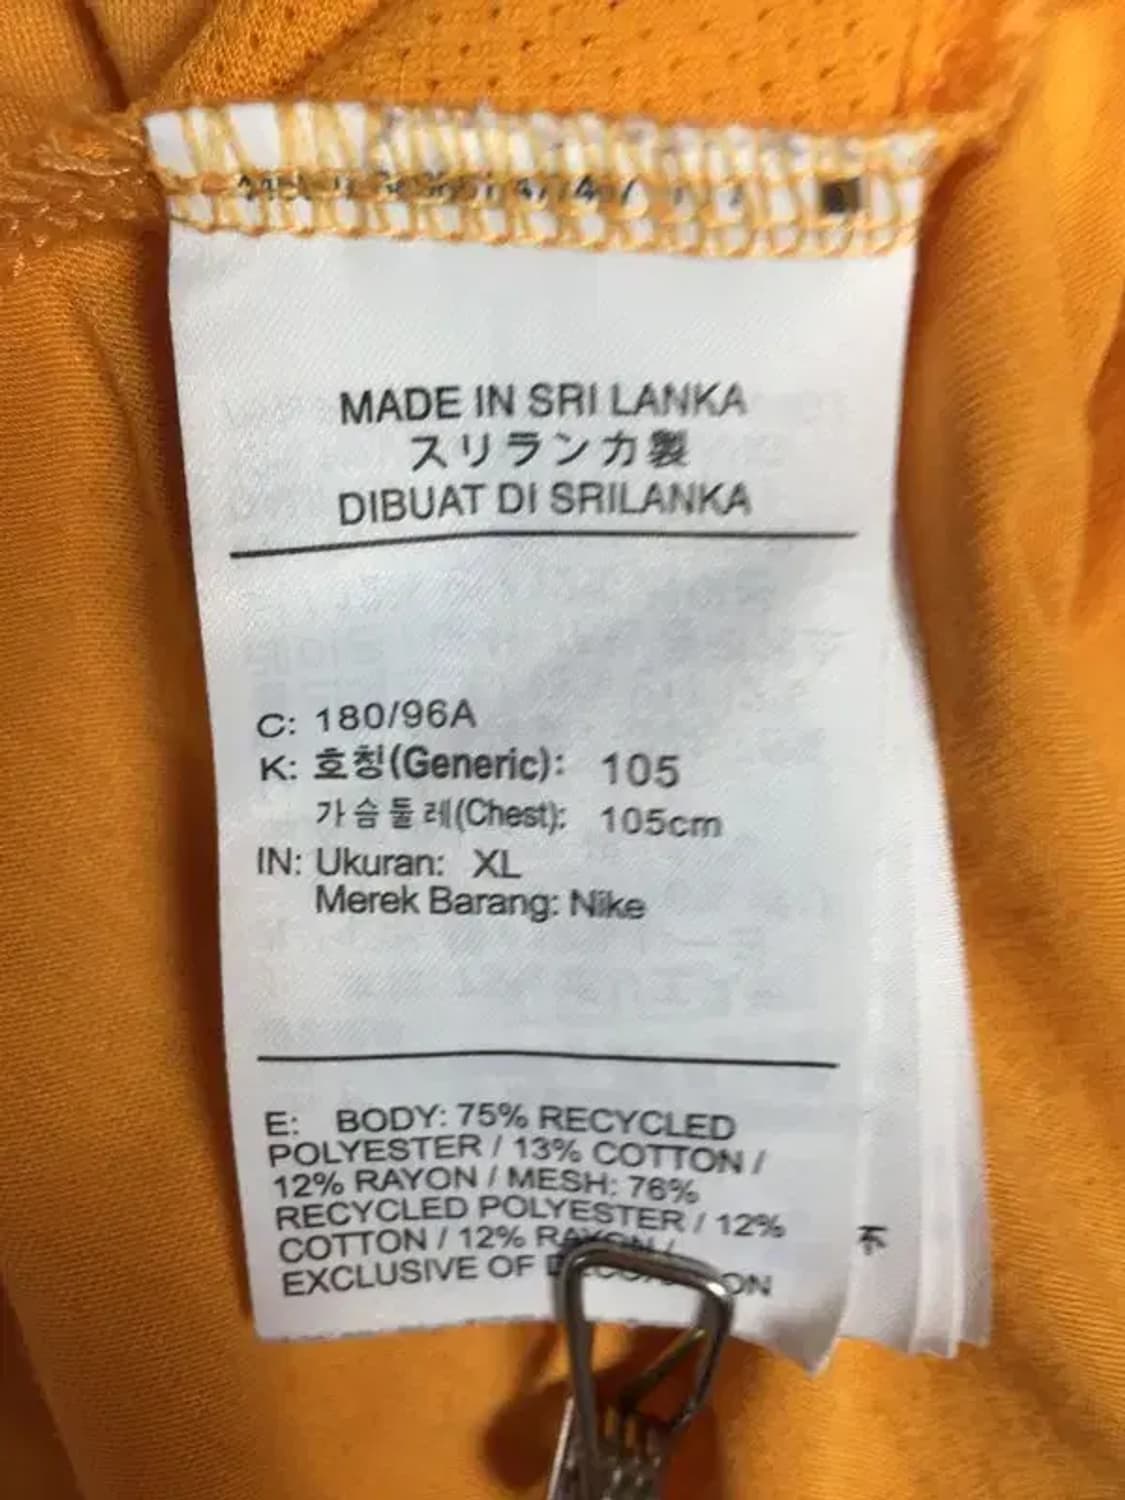 MADE IN SRI LANKA
スリランカ製
DIBUAT DI SRILANKA
C: 180/96A
K: 호칭(Generic): 105
가슴둘레(Chest): 105cm
IN: Ukuran: XL
Merek Barang: Nike
E: BODY: 75% RECYCLED
POLYESTER / 13% COTTON /
12% RAYON / MESH: 76%
RECYCLED POLYESTER / 12%
COTTON / 12% RAYON /
EXCLUSIVE OF DECORATION